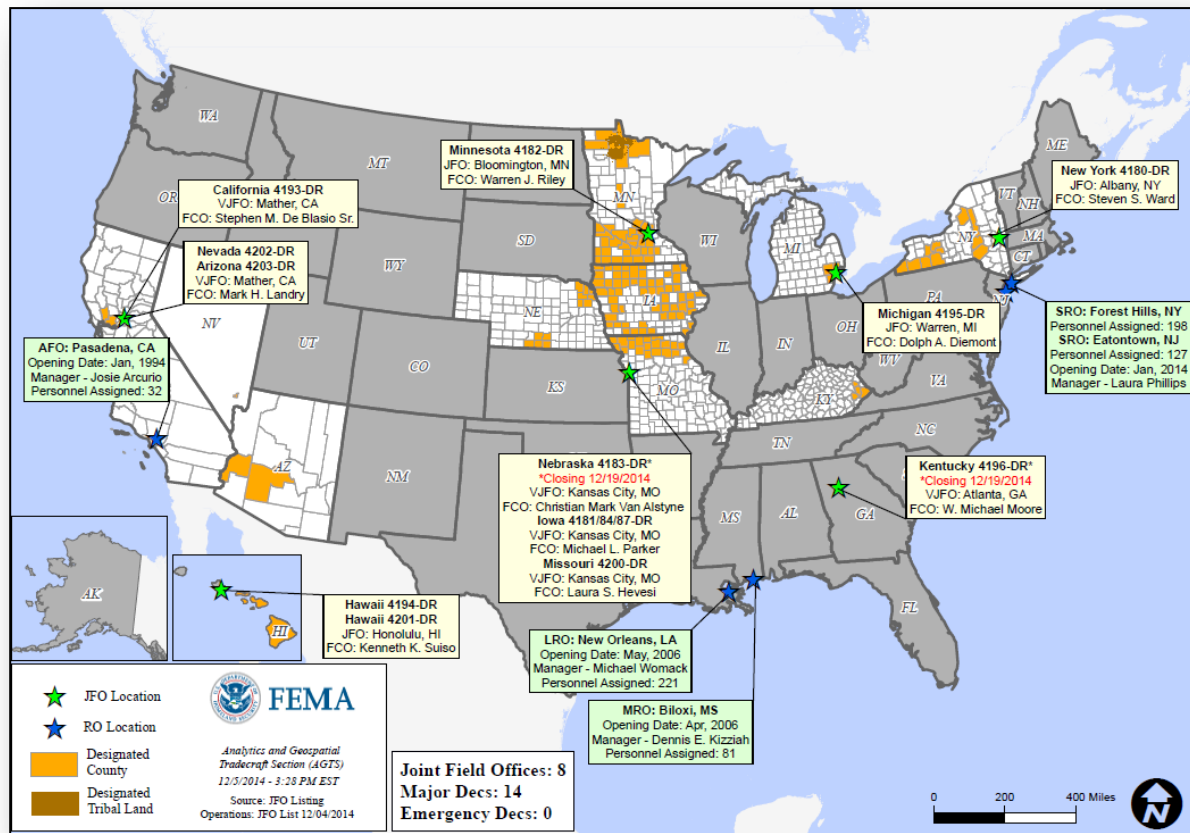 WA
OR
MT
SD
WY
NV
UT
CO
KS
NE
NM
AZ
MN
WI
IA
MO
IL
IN
MI
OH
KY
TN
WV
VA
NC
MS
AL
GA
FL
PA
NY
NJ
CT
MA
VT
NH
ME
AK
HI
Minnesota 4182-DR
JFO: Bloomington, MN
FCO: Warren J. Riley
New York 4180-DR
JFO: Albany, NY
FCO: Steven S. Ward
California 4193-DR
VJFO: Mather, CA
FCO: Stephen M. De Blasio Sr.
Nevada 4202-DR
Arizona 4203-DR
VJFO: Mather, CA
FCO: Mark H. Landry
AFO: Pasadena, CA
Opening Date: Jan, 1994
Manager - Josie Arcurio
Personnel Assigned: 32
Michigan 4195-DR
JFO: Warren, MI
FCO: Dolph A. Diemont
SRO: Forest Hills, NY
Personnel Assigned: 198
SRO: Eatontown, NJ
Personnel Assigned: 127
Opening Date: Jan, 2014
Manager - Laura Phillips
Nebraska 4183-DR*
*Closing 12/19/2014
VJFO: Kansas City, MO
FCO: Christian Mark Van Alstyne
Iowa 4181/84/87-DR
VJFO: Kansas City, MO
FCO: Michael L. Parker
Missouri 4200-DR
VJFO: Kansas City, MO
FCO: Laura S. Hevesi
Kentucky 4196-DR*
*Closing 12/19/2014
VJFO: Atlanta, GA
FCO: W. Michael Moore
Hawaii 4194-DR
Hawaii 4201-DR
JFO: Honolulu, HI
FCO: Kenneth K. Suiso
LRO: New Orleans, LA
Opening Date: May, 2006
Manager - Michael Womack
Personnel Assigned: 221
MRO: Biloxi, MS
Opening Date: Apr, 2006
Manager - Dennis E. Kizziah
Personnel Assigned: 81
JFO Location
RO Location
Designated
County
Designated
Tribal Land
FEMA
Analytics and Geospatial
Tradecraft Section (AGTS)
12/5/2014 - 3:28 PM EST
Source: JFO Listing
Operations: JFO List 12/04/2014
Joint Field Offices: 8
Major Decs: 14
Emergency Decs: 0
0 200 400 Miles
N